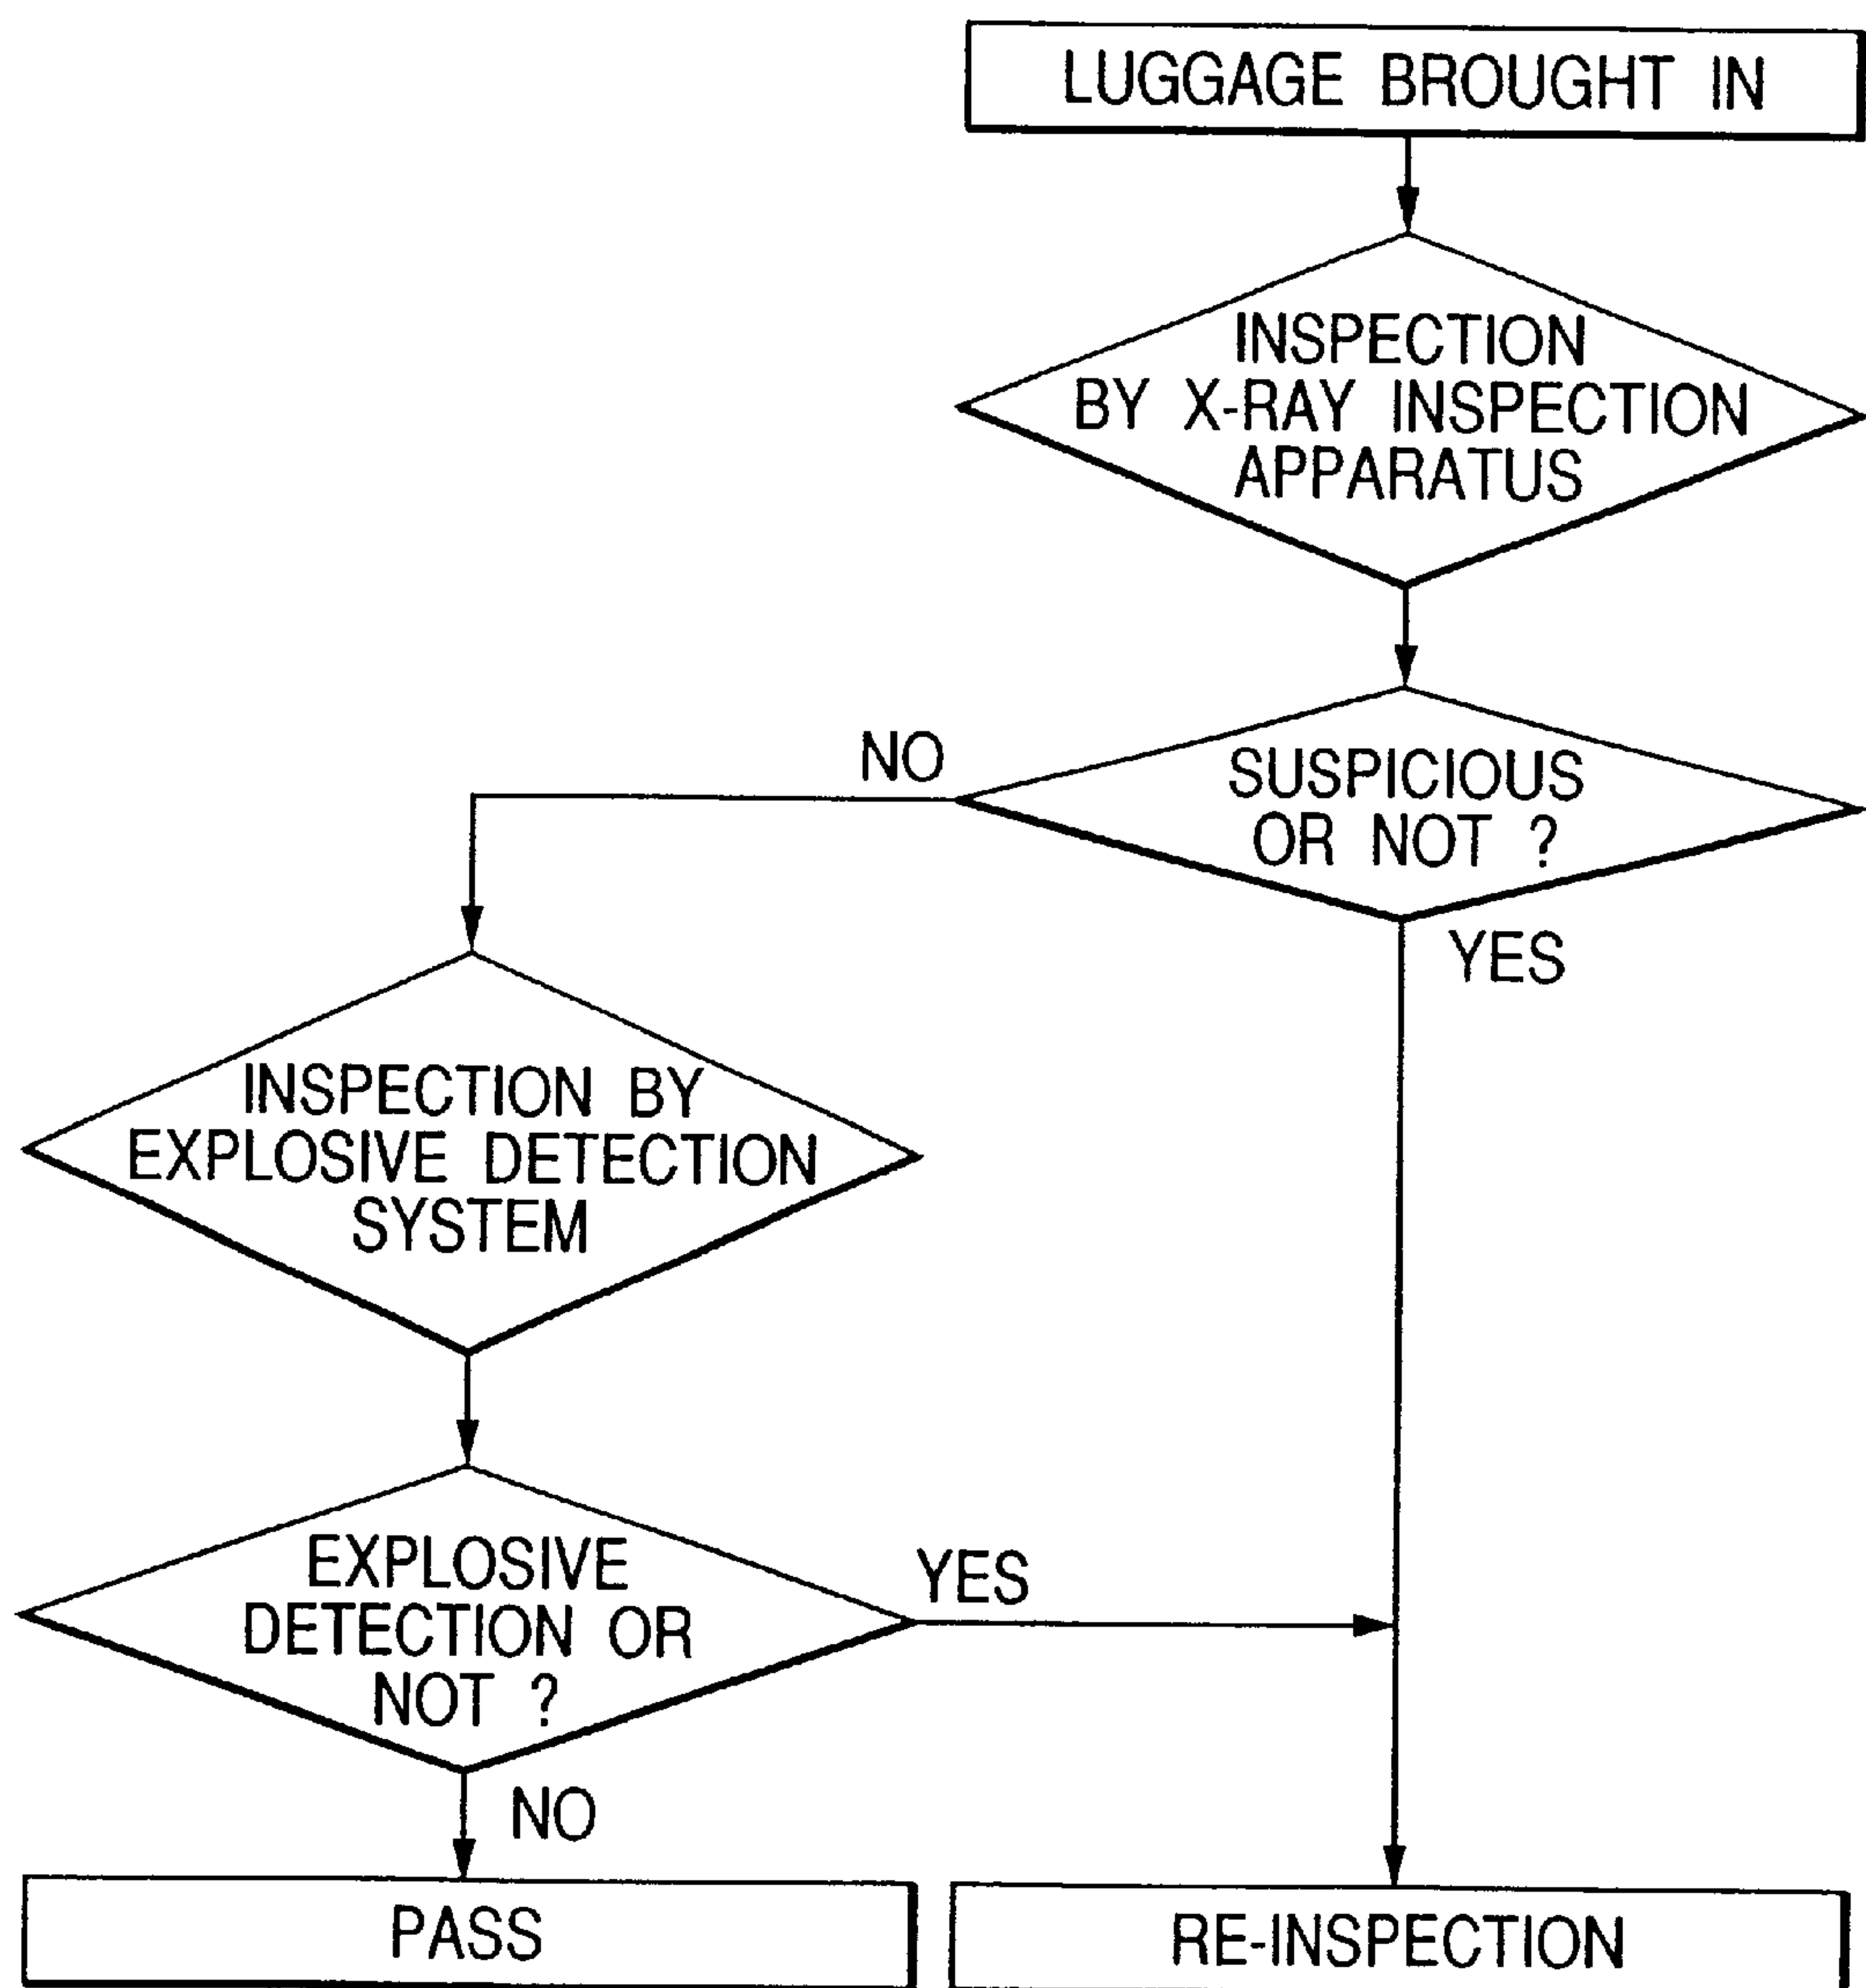 LUGGAGE BROUGHT IN
INSPECTION
BY X-RAY INSPECTION
APPARATUS
NO
SUSPICIOUS
OR NOT ?
YES
INSPECTION BY
EXPLOSIVE DETECTION
SYSTEM
EXPLOSIVE
DETECTION OR
NOT ?
YES
NO
PASS
RE-INSPECTION